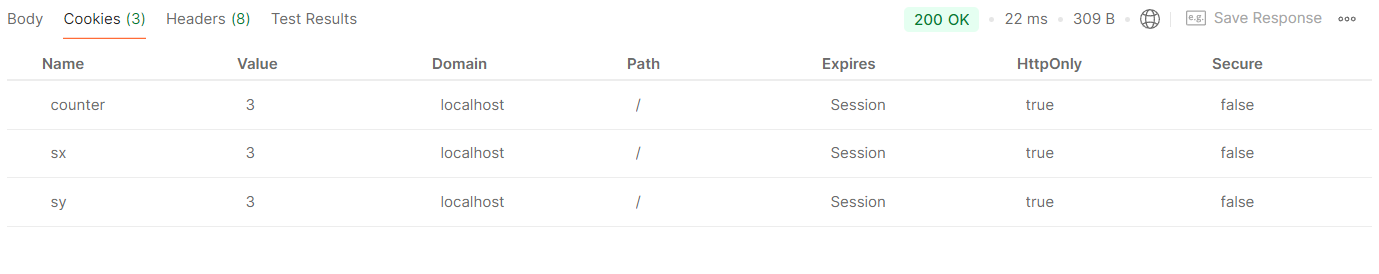 Body Cookies (3) Headers (8) Test Results 200 OK 22 ms 309 B e.g. Save Response
Name Value Domain Path Expires HttpOnly Secure
counter 3 localhost / Session true false
sx 3 localhost / Session true false
sy 3 localhost / Session true false